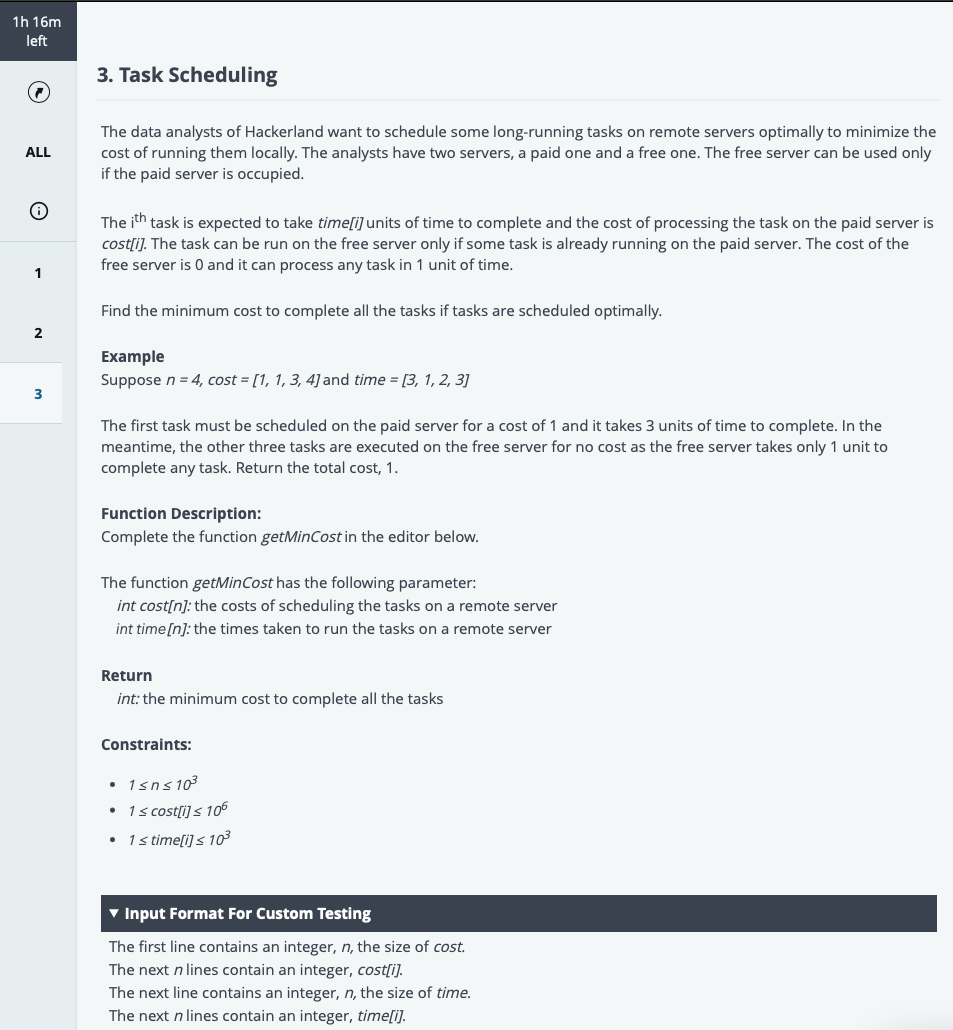 1h 16m
left
ALL
1
2
3
3. Task Scheduling
The data analysts of Hackerland want to schedule some long-running tasks on remote servers optimally to minimize the
cost of running them locally. The analysts have two servers, a paid one and a free one. The free server can be used only
if the paid server is occupied.
The ith task is expected to take time[i] units of time to complete and the cost of processing the task on the paid server is
cost[i]. The task can be run on the free server only if some task is already running on the paid server. The cost of the
free server is 0 and it can process any task in 1 unit of time.
Find the minimum cost to complete all the tasks if tasks are scheduled optimally.
Example
Suppose n = 4, cost = [1, 1, 3, 4] and time = [3, 1, 2, 3]
The first task must be scheduled on the paid server for a cost of 1 and it takes 3 units of time to complete. In the
meantime, the other three tasks are executed on the free server for no cost as the free server takes only 1 unit to
complete any task. Return the total cost, 1.
Function Description:
Complete the function getMinCost in the editor below.
The function getMinCost has the following parameter:
int cost[n]: the costs of scheduling the tasks on a remote server
int time[n]: the times taken to run the tasks on a remote server
Return
int: the minimum cost to complete all the tasks
Constraints:
• 1 ≤ n ≤ 10³
• 1 ≤ cost[i] ≤ 10⁶
• 1 ≤ time[i] ≤ 10³
▼ Input Format For Custom Testing
The first line contains an integer, n, the size of cost.
The next n lines contain an integer, cost[i].
The next line contains an integer, n, the size of time.
The next n lines contain an integer, time[i].